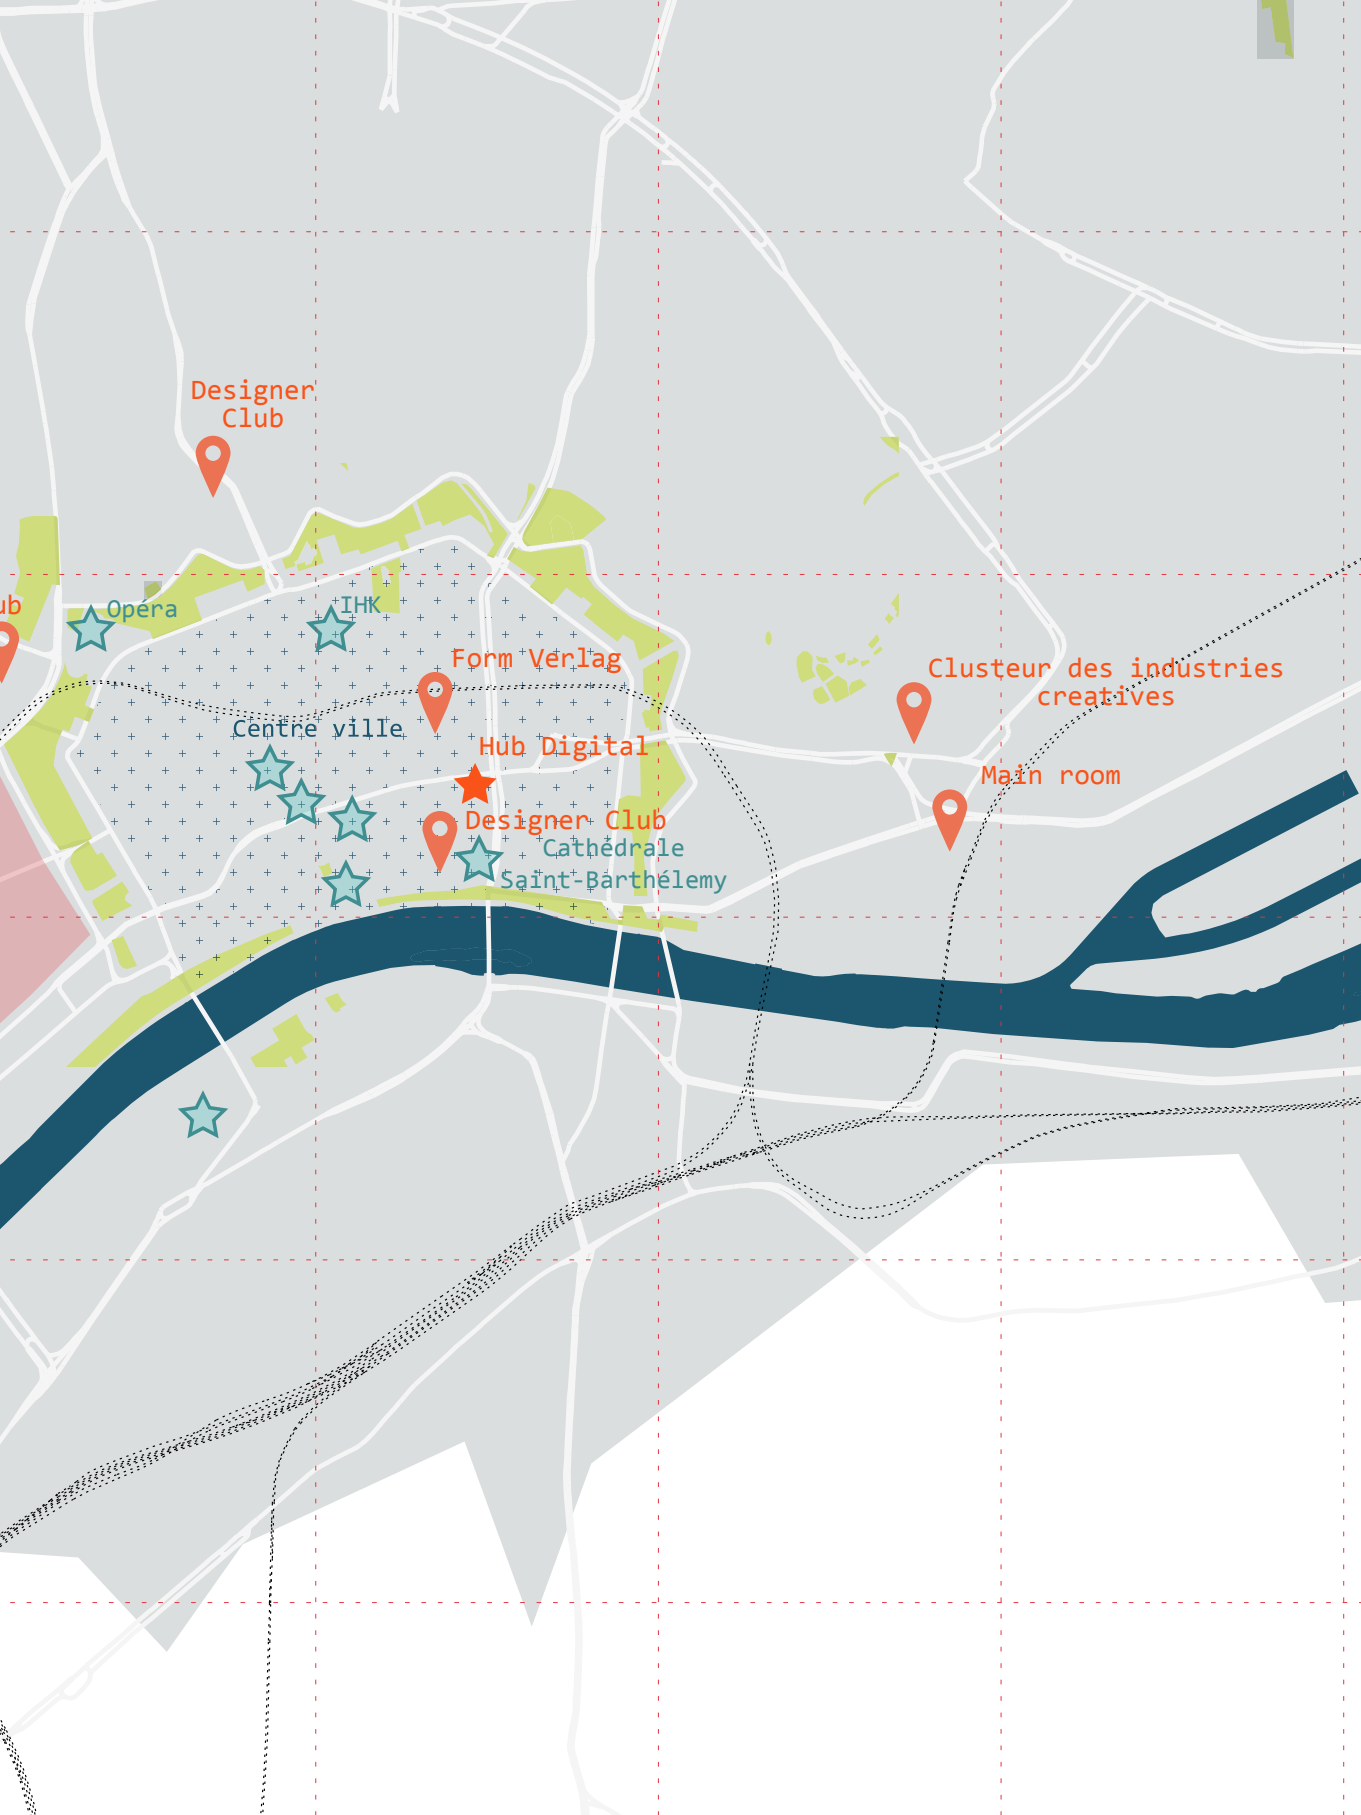 Designer
Club
ub
Opéra
IHK
Form Verlag
Clusteur des industries
creatives
Centre ville
Hub Digital
Main room
Designer Club
Cathédrale
Saint-Barthélemy